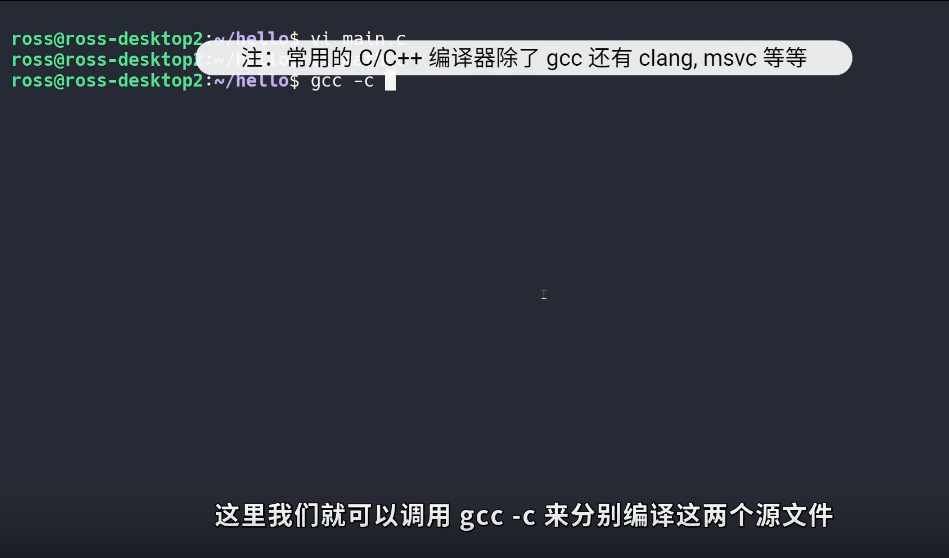 ross@ross-desktop2:~/hello$ vi main.c
注：常用的 C/C++ 编译器除了 gcc 还有 clang, msvc 等等
ross@ross-desktop2:~/hello$
ross@ross-desktop2:~/hello$ gcc -c
这里我们就可以调用 gcc -c 来分别编译这两个源文件